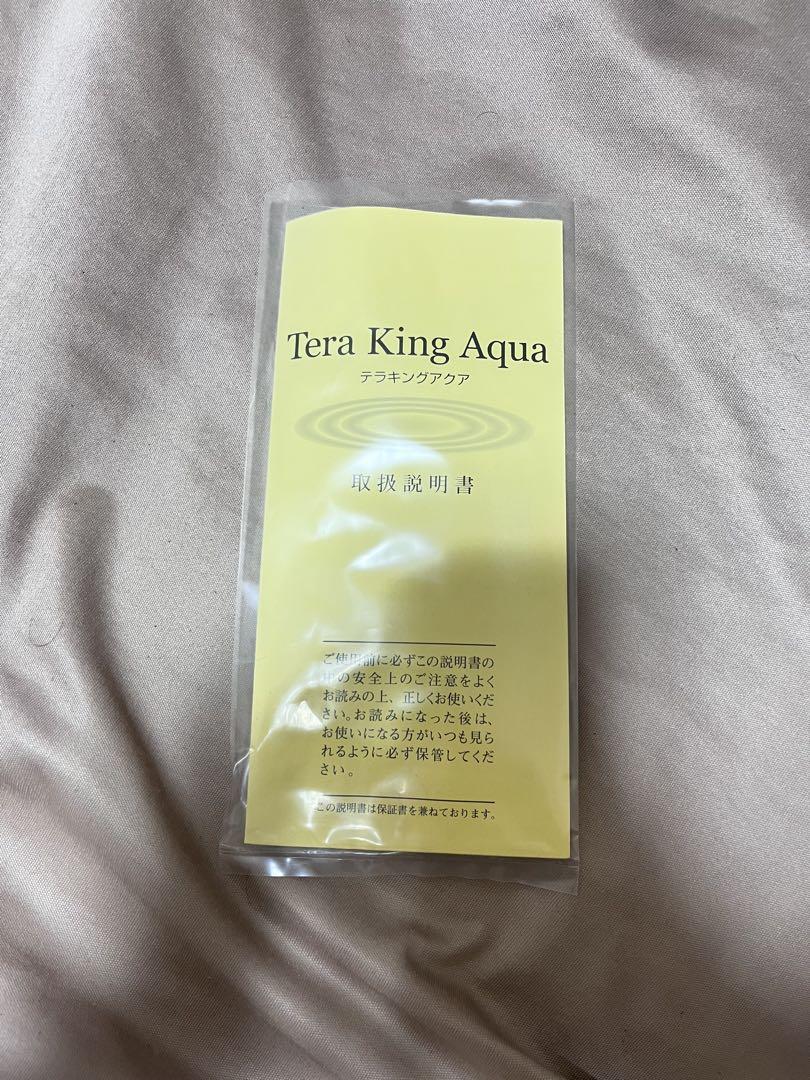 Tera King Aqua
テラキングアクア
取扱説明書
ご使用前に必ずこの説明書の
中の安全上のご注意をよく
お読みの上、正しくお使いくだ
さい。お読みになった後は、
お使いになる方がいつも見ら
れるように必ず保管してくだ
さい。
この説明書は保証書を兼ねております。